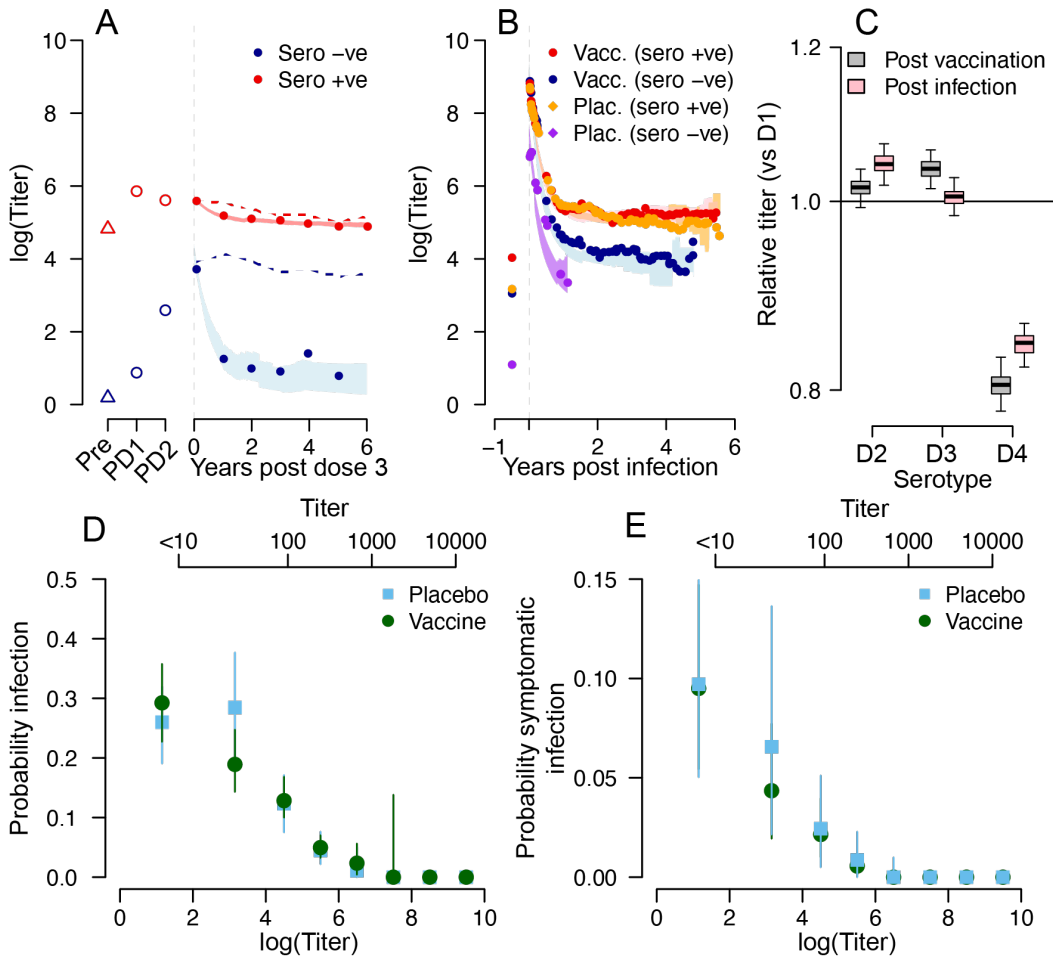 A
10
8
6
4
2
0
log(Titer)
Sero −ve
Sero +ve
Pre
PD1
PD2
0
2
4
6
Years post dose 3
B
10
8
6
4
2
0
log(Titer)
Vacc. (sero +ve)
Vacc. (sero −ve)
Plac. (sero +ve)
Plac. (sero −ve)
−1
2
4
6
Years post infection
C
1.2
1.0
0.8
Relative titer (vs D1)
Post vaccination
Post infection
D2
D3
D4
Serotype
D
Titer
<10
100
1000
10000
0.5
0.4
0.3
0.2
0.1
0.0
Probability infection
Placebo
Vaccine
0
2
4
6
8
10
log(Titer)
E
Titer
<10
100
1000
10000
0.15
0.10
0.05
0.00
Probability symptomatic
infection
Placebo
Vaccine
0
2
4
6
8
10
log(Titer)